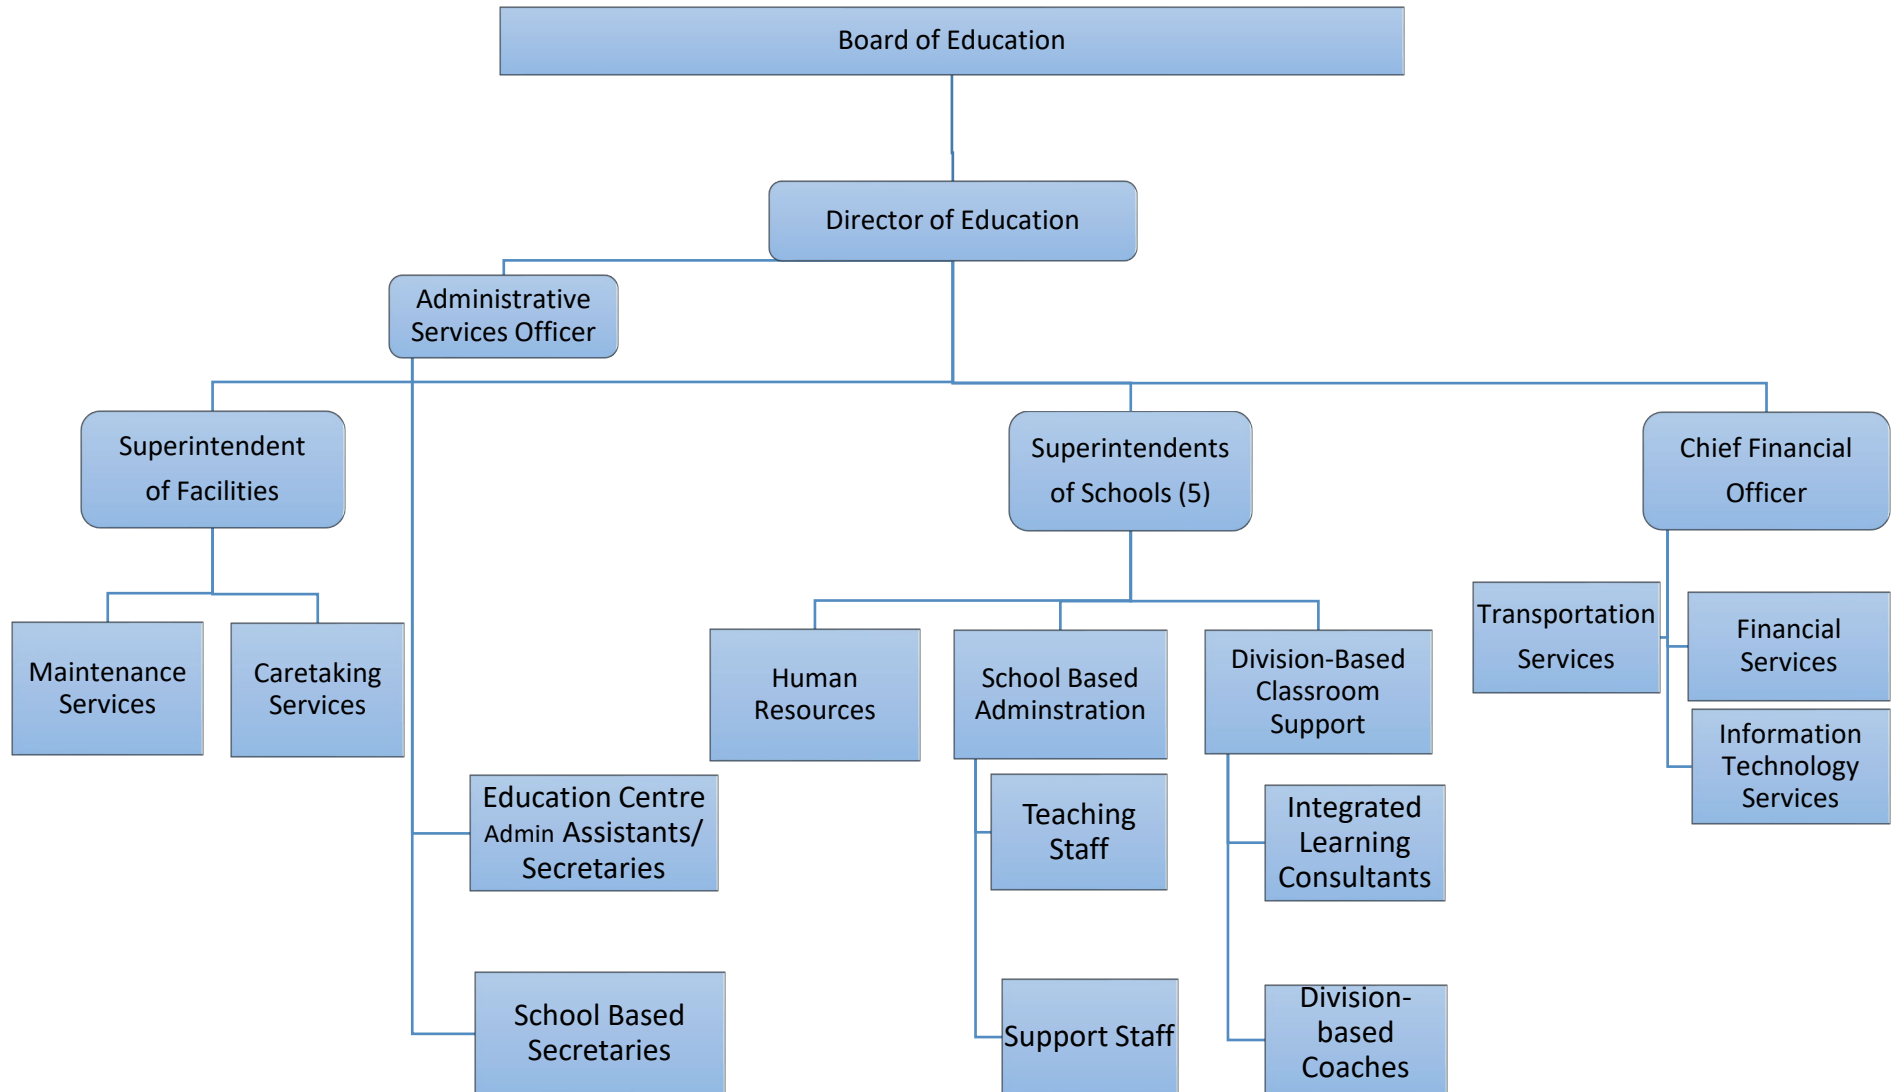 Board of Education
Director of Education
Administrative
Services Officer
Superintendent
of Facilities
Superintendents
of Schools (5)
Chief Financial
Officer
Maintenance
Services
Caretaking
Services
Human
Resources
School Based
Adminstration
Division-Based
Classroom
Support
Transportation
Services
Financial
Services
Information
Technology
Services
Education Centre
Admin Assistants/
Secretaries
Teaching
Staff
Integrated
Learning
Consultants
School Based
Secretaries
Support Staff
Division-
based
Coaches